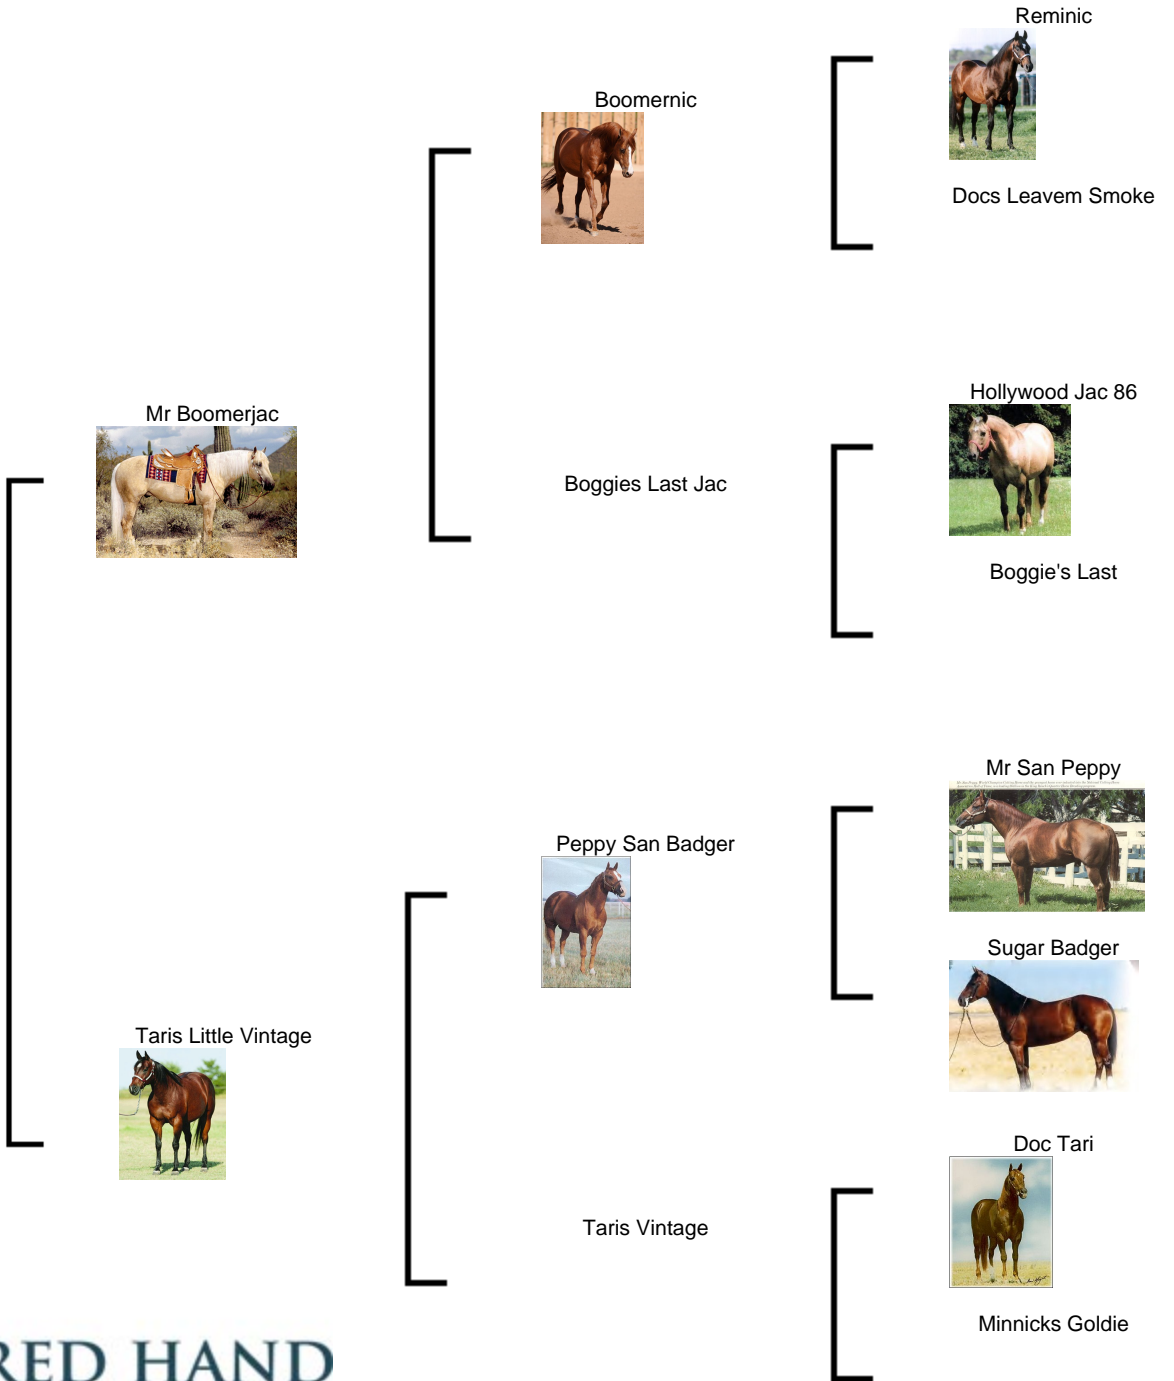 Reminic
Boomernic
Docs Leavem Smoke
Hollywood Jac 86
Mr Boomerjac
Boggies Last Jac
Boggie's Last
Mr San Peppy
Peppy San Badger
Sugar Badger
Taris Little Vintage
Doc Tari
Taris Vintage
Minnicks Goldie
RED HAND